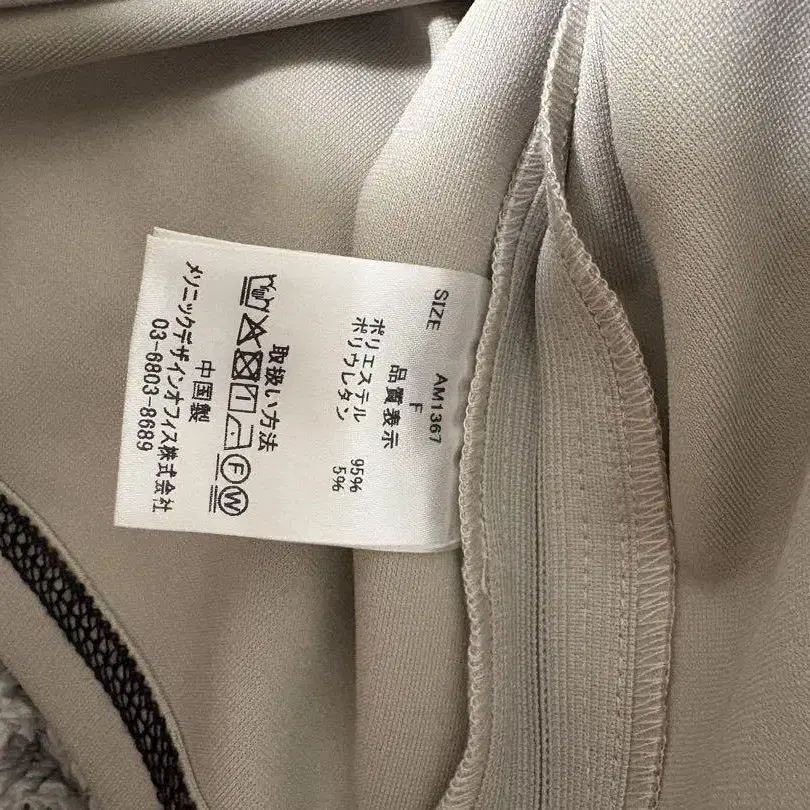 SIZE AM1367
F
品質表示
ポリエステル 95%
ポリウレタン 5%
取扱い方法
F W
中国製
メソニックデザインオフィス株式会社
03-6803-8689